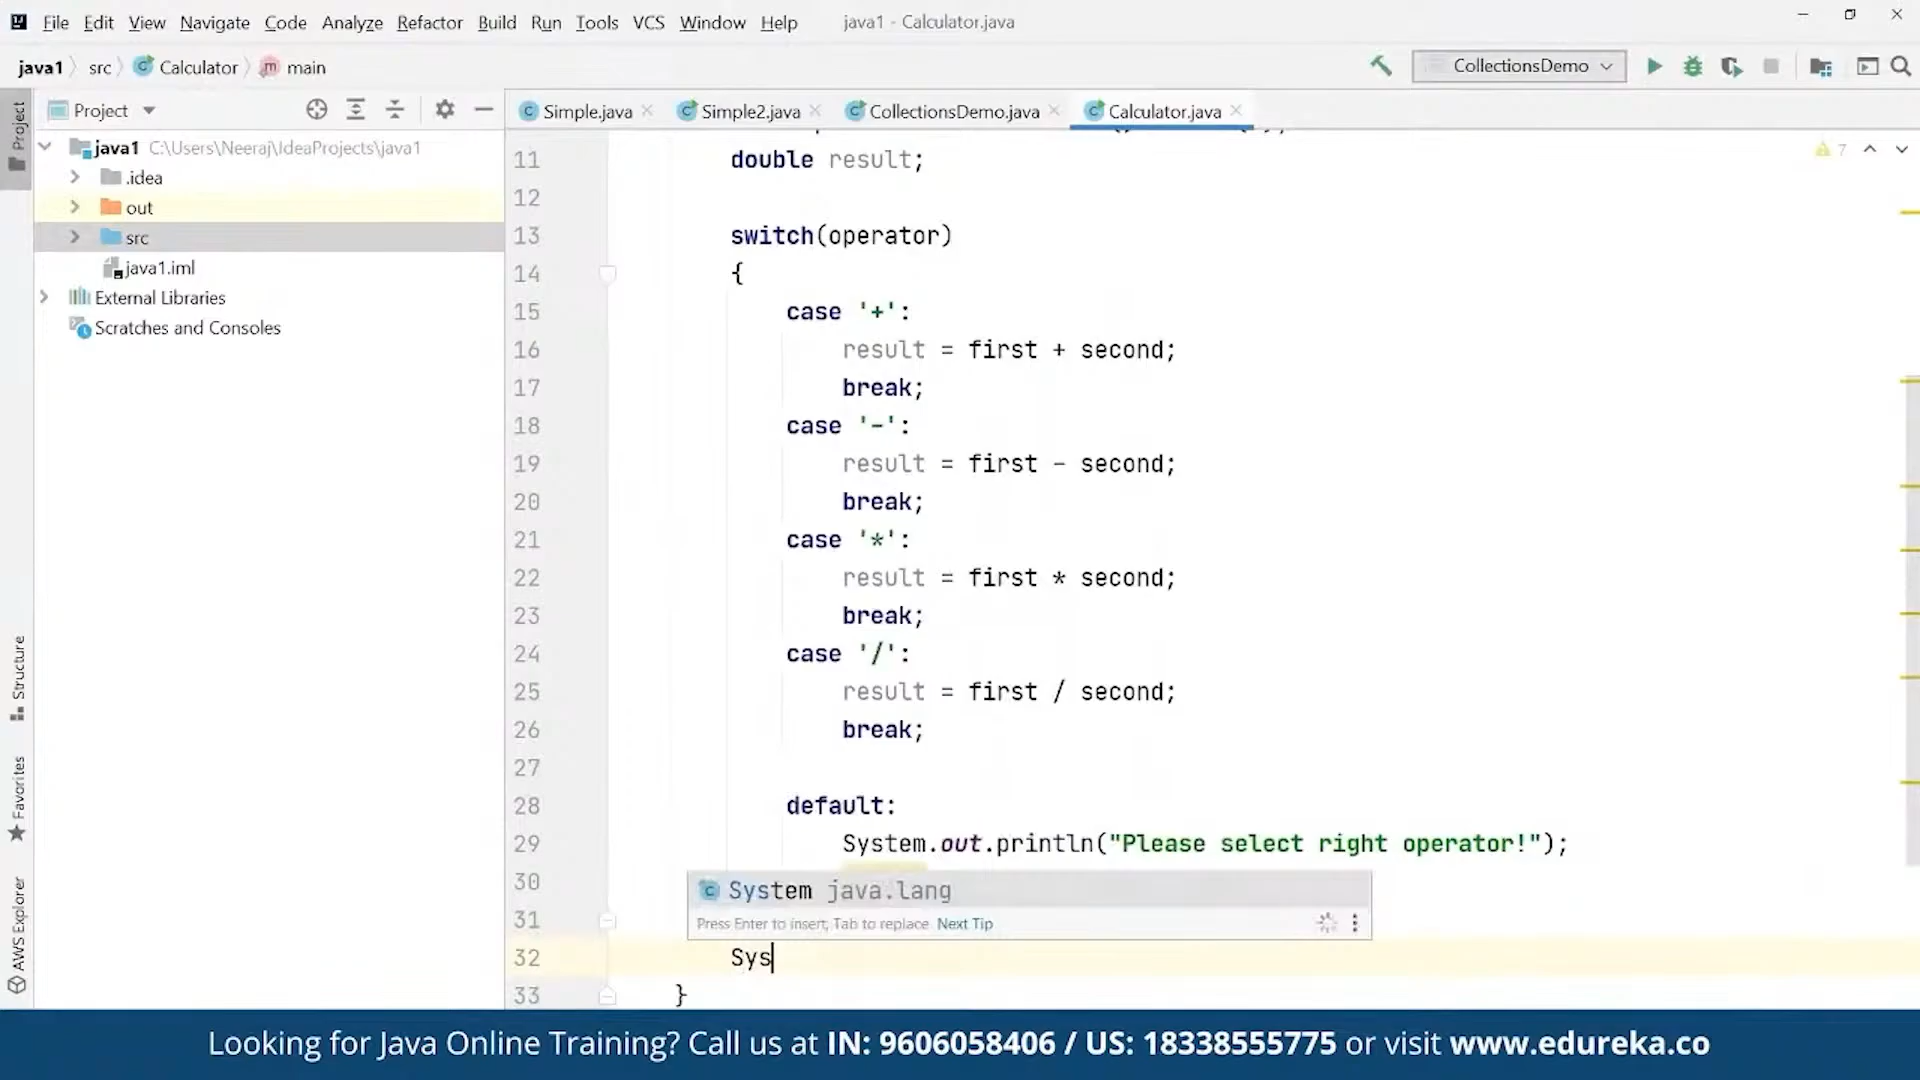 File Edit View Navigate Code Analyze Refactor Build Run Tools VCS Window Help java1 - Calculator.java
java1 src Calculator main
CollectionsDemo
Project
Simple.java Simple2.java CollectionsDemo.java Calculator.java
Project
java1 C:\Users\Neeraj\IdeaProjects\java1
.idea
out
src
java1.iml
External Libraries
Scratches and Consoles
Structure
Favorites
AWS Explorer
7
11 double result;
12
13 switch(operator)
14 {
15 case '+':
16 result = first + second;
17 break;
18 case '-':
19 result = first - second;
20 break;
21 case '*':
22 result = first * second;
23 break;
24 case '/':
25 result = first / second;
26 break;
27
28 default:
29 System.out.println("Please select right operator!");
30
System java.lang
Press Enter to insert, Tab to replace Next Tip
31
32 Sys
33 }
Looking for Java Online Training? Call us at IN: 9606058406 / US: 18338555775 or visit www.edureka.co